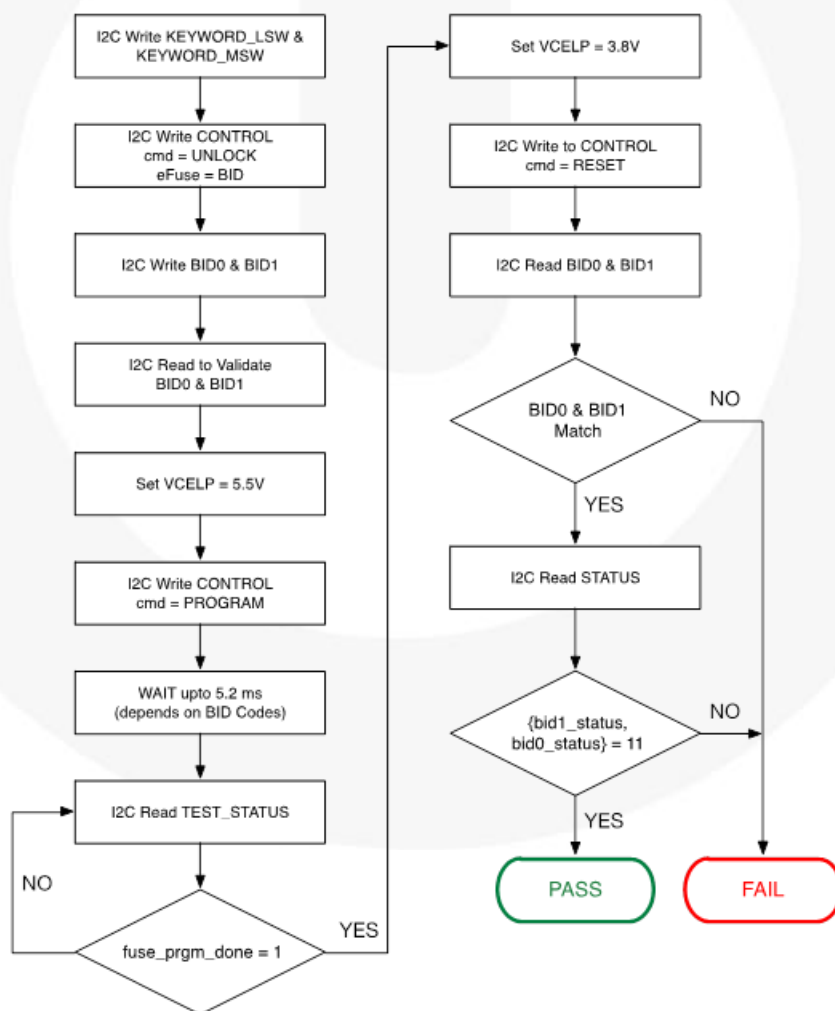 I2C Write KEYWORD_LSW &
KEYWORD_MSW
I2C Write CONTROL
cmd = UNLOCK
eFuse = BID
I2C Write BID0 & BID1
I2C Read to Validate
BID0 & BID1
Set VCELP = 5.5V
I2C Write CONTROL
cmd = PROGRAM
WAIT upto 5.2 ms
(depends on BID Codes)
I2C Read TEST_STATUS
NO
fuse_prgm_done = 1
YES
Set VCELP = 3.8V
I2C Write to CONTROL
cmd = RESET
I2C Read BID0 & BID1
BID0 & BID1
Match
NO
YES
I2C Read STATUS
{bid1_status,
bid0_status} = 11
NO
YES
PASS
FAIL